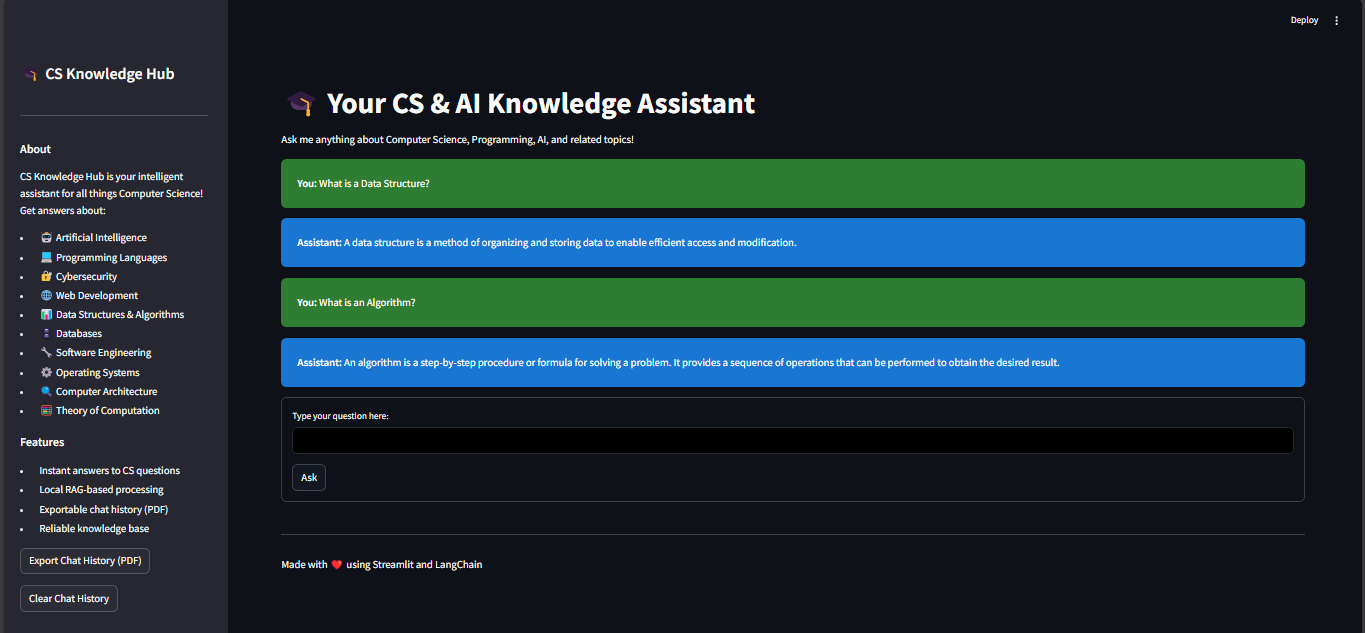 Deploy
CS Knowledge Hub
About
CS Knowledge Hub is your intelligent
assistant for all things Computer Science!
Get answers about:
Artificial Intelligence
Programming Languages
Cybersecurity
Web Development
Data Structures & Algorithms
Databases
Software Engineering
Operating Systems
Computer Architecture
Theory of Computation
Features
Instant answers to CS questions
Local RAG-based processing
Exportable chat history (PDF)
Reliable knowledge base
Export Chat History (PDF)
Clear Chat History
Your CS & AI Knowledge Assistant
Ask me anything about Computer Science, Programming, AI, and related topics!
You: What is a Data Structure?
Assistant: A data structure is a method of organizing and storing data to enable efficient access and modification.
You: What is an Algorithm?
Assistant: An algorithm is a step-by-step procedure or formula for solving a problem. It provides a sequence of operations that can be performed to obtain the desired result.
Type your question here:
Ask
Made with ❤️ using Streamlit and LangChain